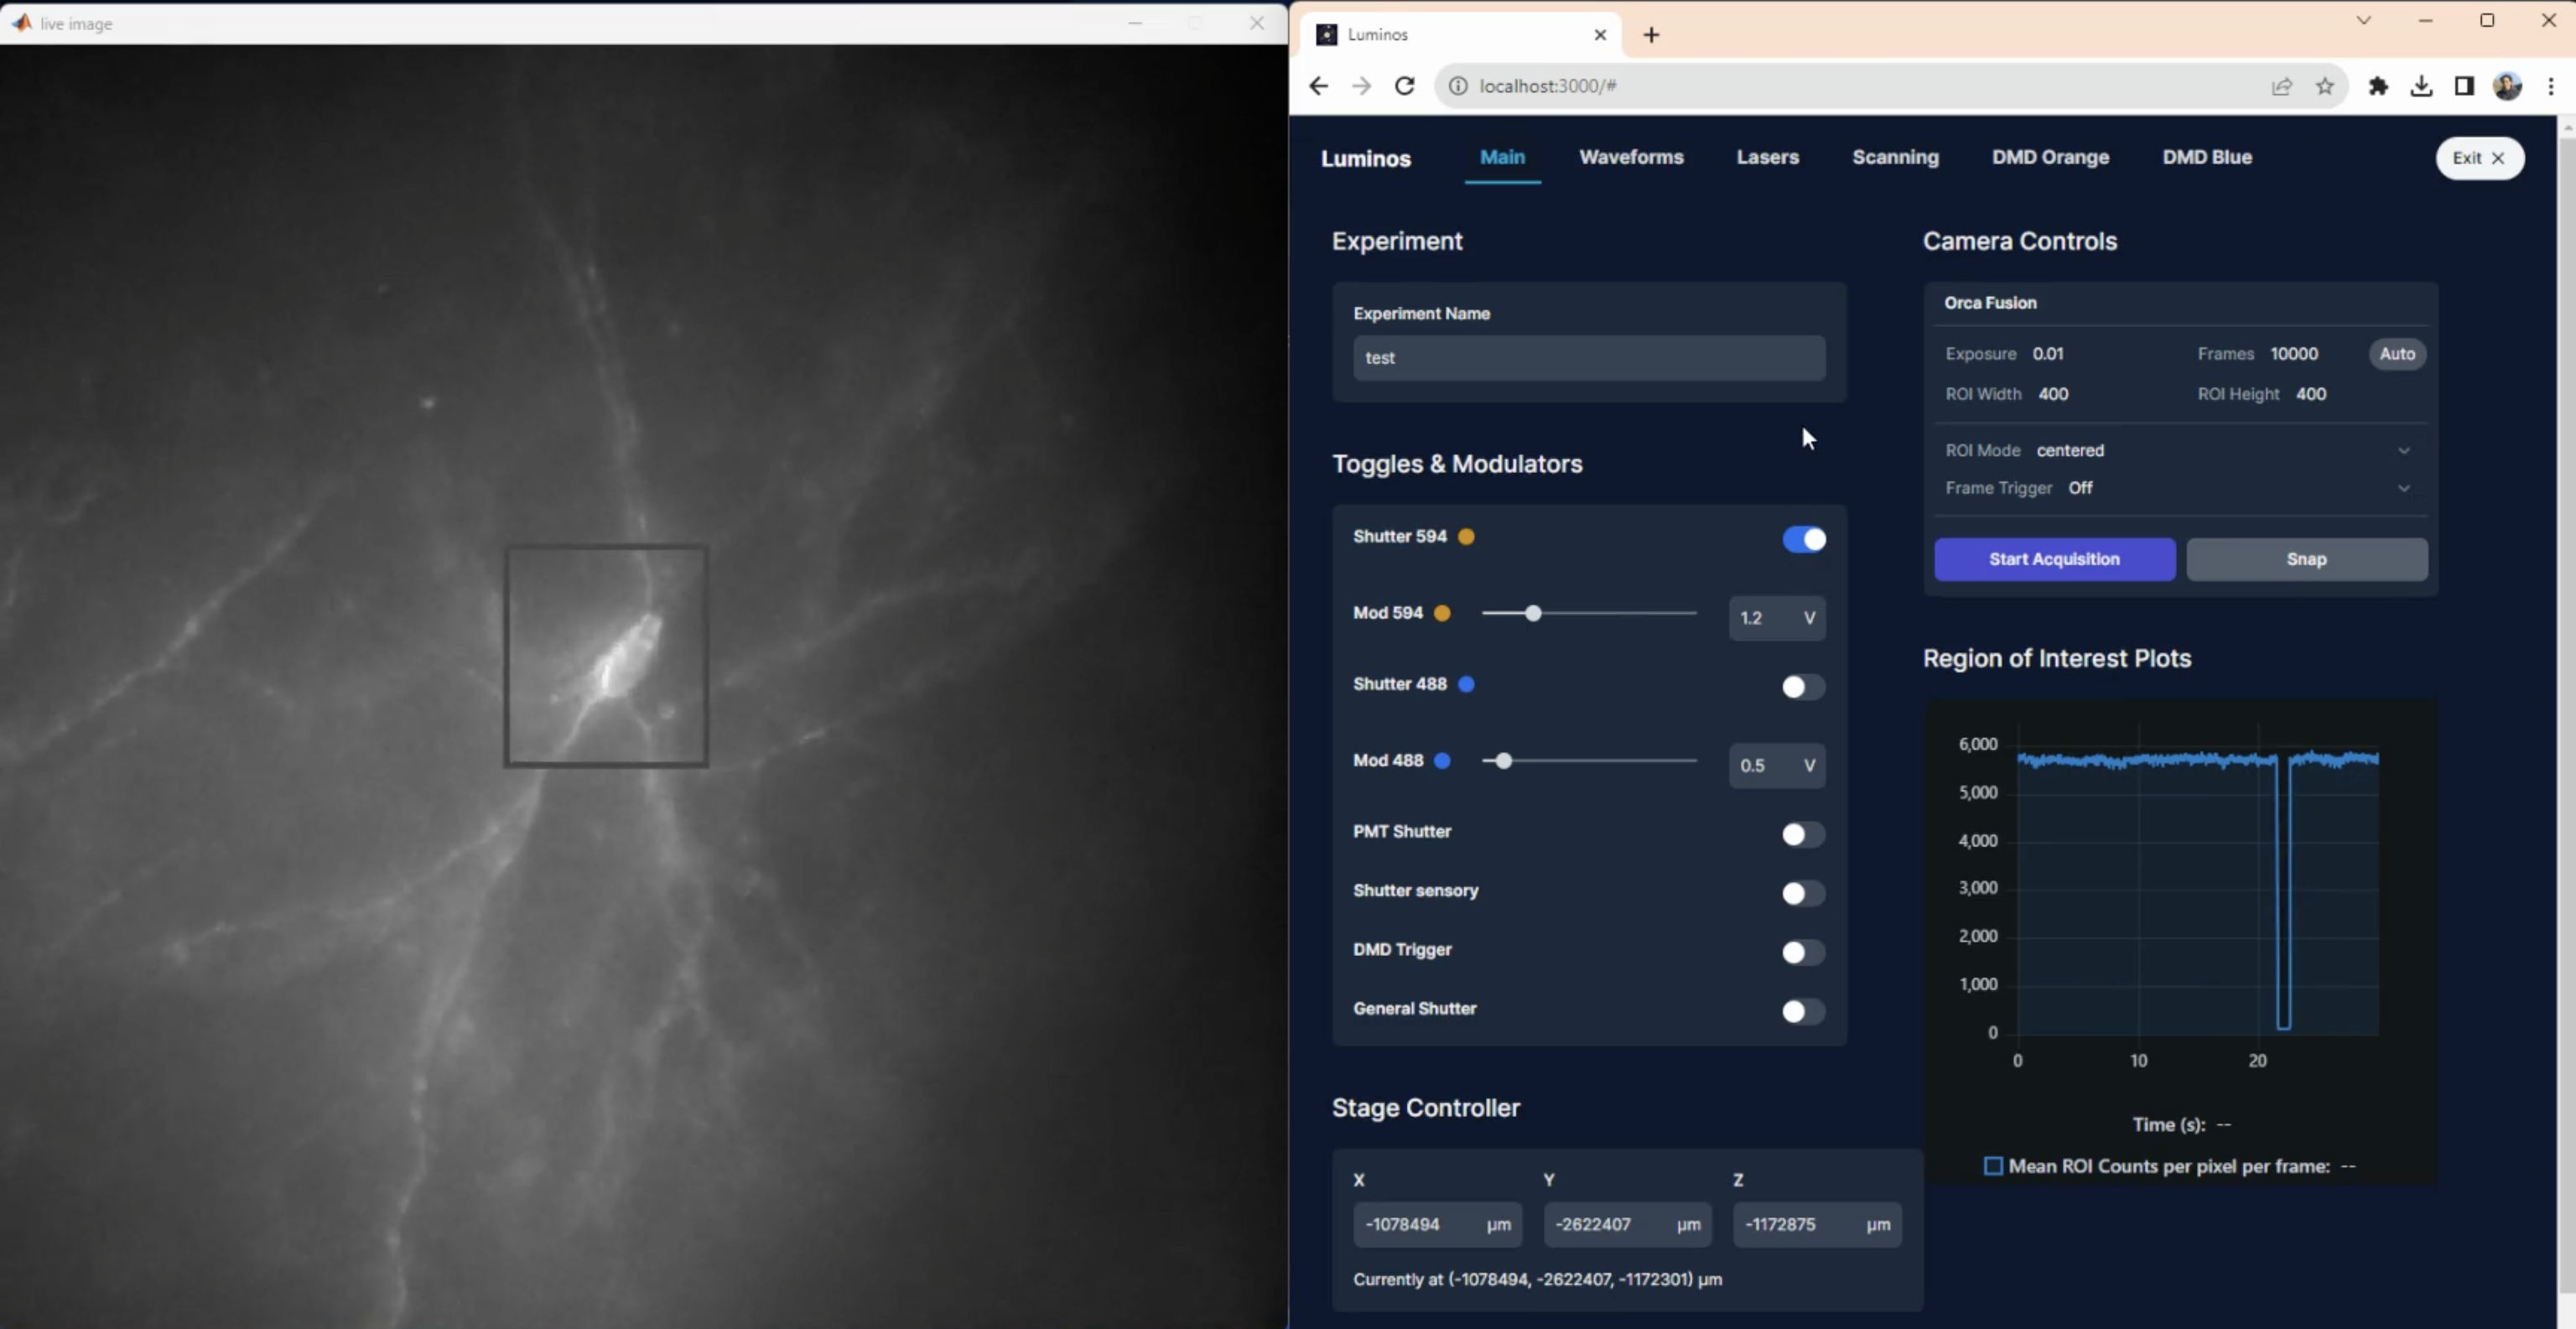 live image
Luminos
localhost:3000/#
Luminos Main Waveforms Lasers Scanning DMD Orange DMD Blue Exit
Experiment
Experiment Name
test
Toggles & Modulators
Shutter 594
Mod 594 1.2 V
Shutter 488
Mod 488 0.5 V
PMT Shutter
Shutter sensory
DMD Trigger
General Shutter
Stage Controller
X Y Z
-1078494 µm -2622407 µm -1172875 µm
Currently at (-1078494, -2622407, -1172301) µm
Camera Controls
Orca Fusion
Exposure 0.01 Frames 10000 Auto
ROI Width 400 ROI Height 400
ROI Mode centered
Frame Trigger Off
Start Acquisition Snap
Region of Interest Plots
6,000
5,000
4,000
3,000
2,000
1,000
0
0 10 20
Time (s): --
Mean ROI Counts per pixel per frame: --